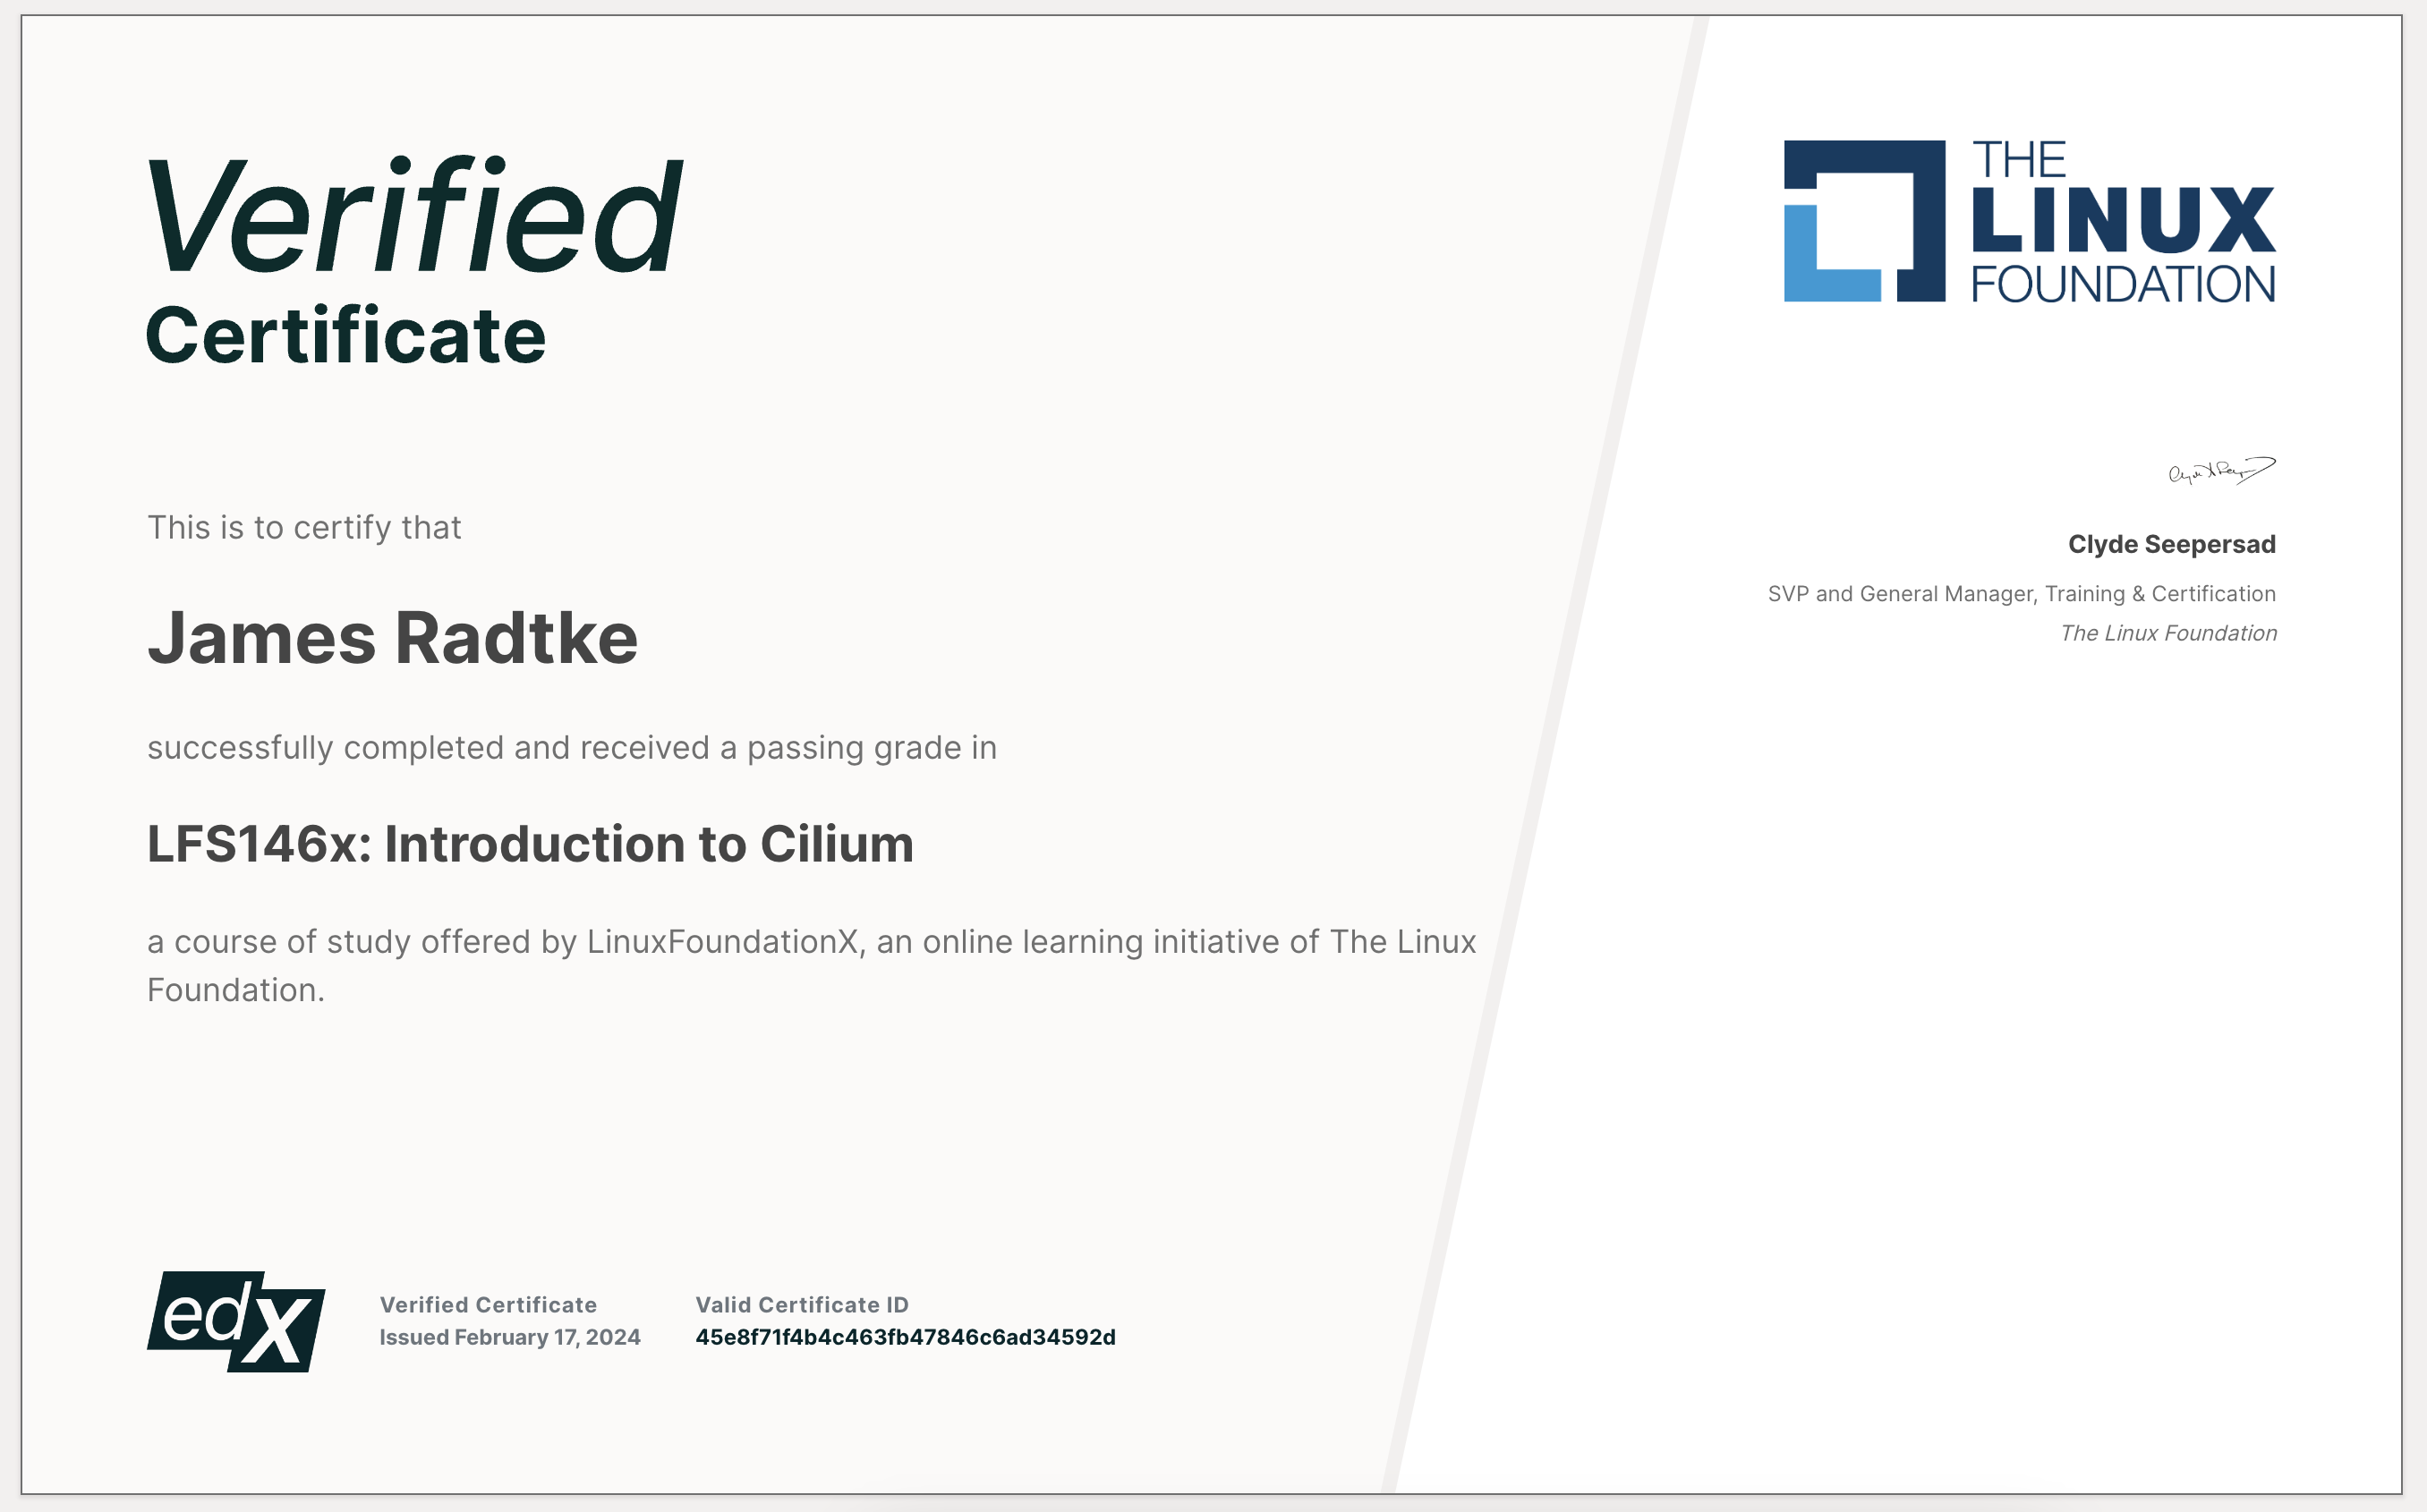 Verified
Certificate
This is to certify that
James Radtke
successfully completed and received a passing grade in
LFS146x: Introduction to Cilium
a course of study offered by LinuxFoundationX, an online learning initiative of The Linux
Foundation.
edX
Verified Certificate
Issued February 17, 2024
Valid Certificate ID
45e8f71f4b4c463fb47846c6ad34592d
THE
LINUX
FOUNDATION
Clyde Seepersad
SVP and General Manager, Training & Certification
The Linux Foundation